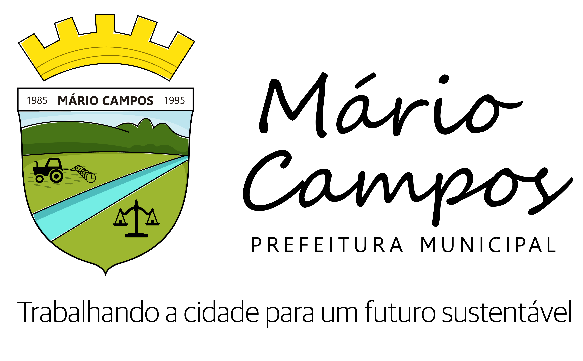 1985 MÁRIO CAMPOS 1995
Mário
Campos
PREFEITURA MUNICIPAL
Trabalhando a cidade para um futuro sustentável